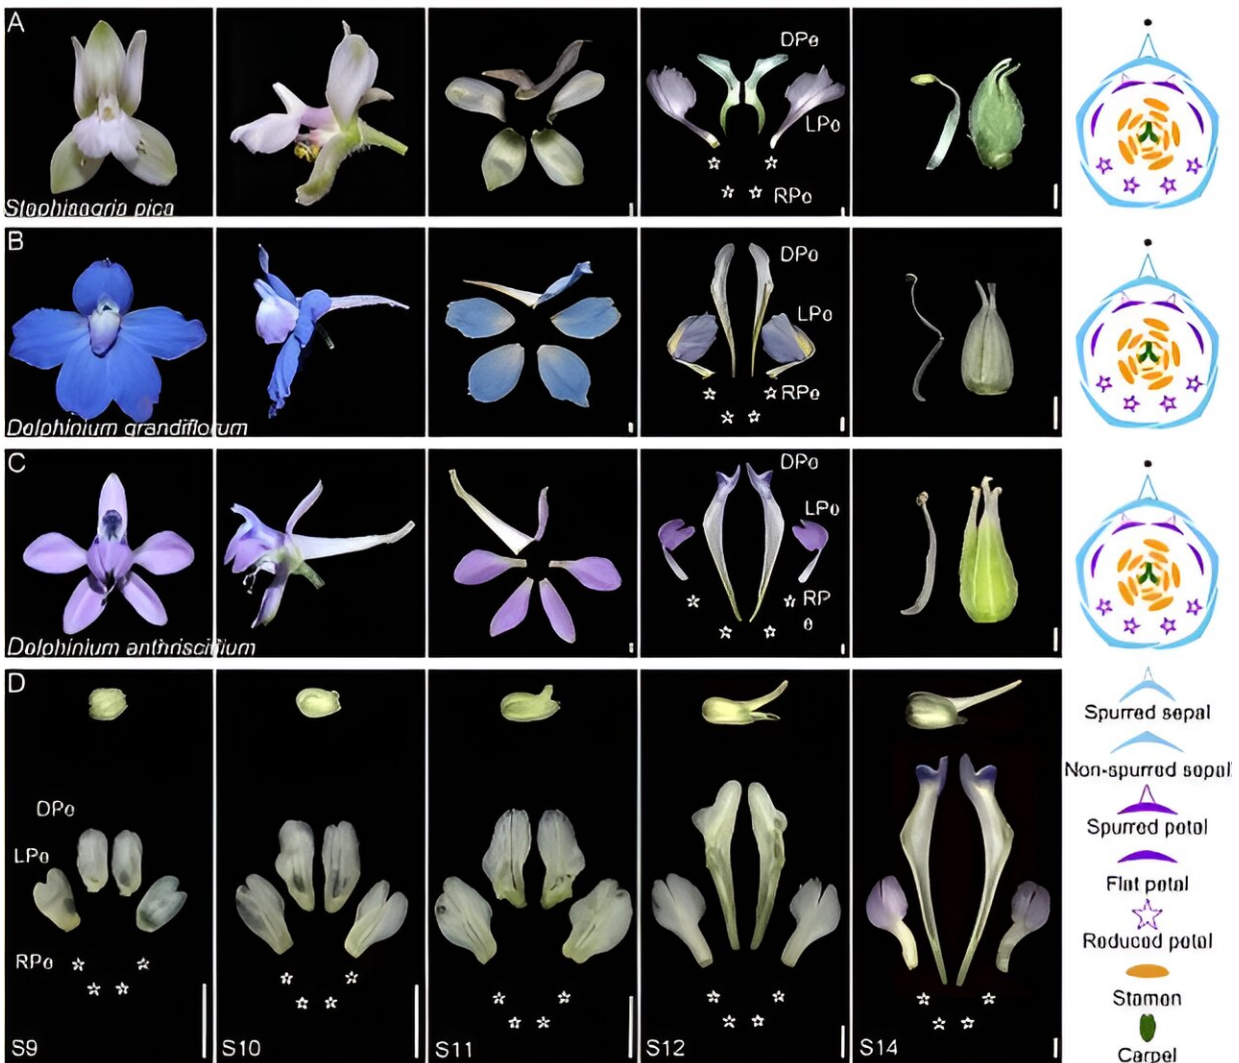 A
DPe
LPe
RPe
Staphisagria pica
B
DPe
LPe
RPe
Delphinium grandiflorum
C
DPe
LPe
RP
e
Delphinium anthriscifolium
D
Spurred sepal
Non-spurred sepal
Spurred petal
DPe
LPe
Flat petal
Reduced petal
RPe
Stamen
S9
S10
S11
S12
S14
Carpel